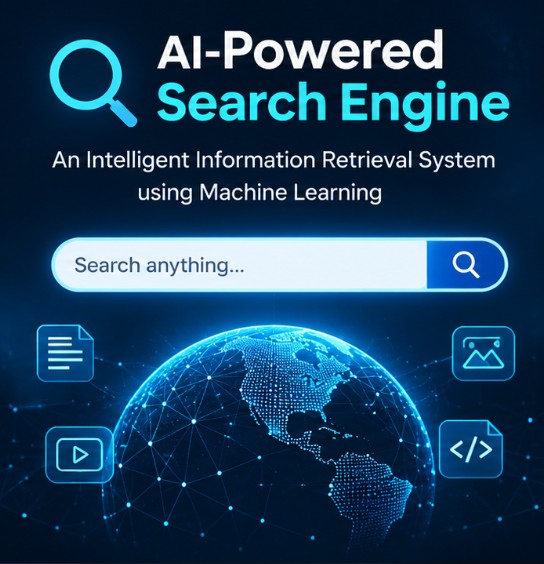 AI-Powered
Search Engine
An Intelligent Information Retrieval System
using Machine Learning
Search anything...
</>